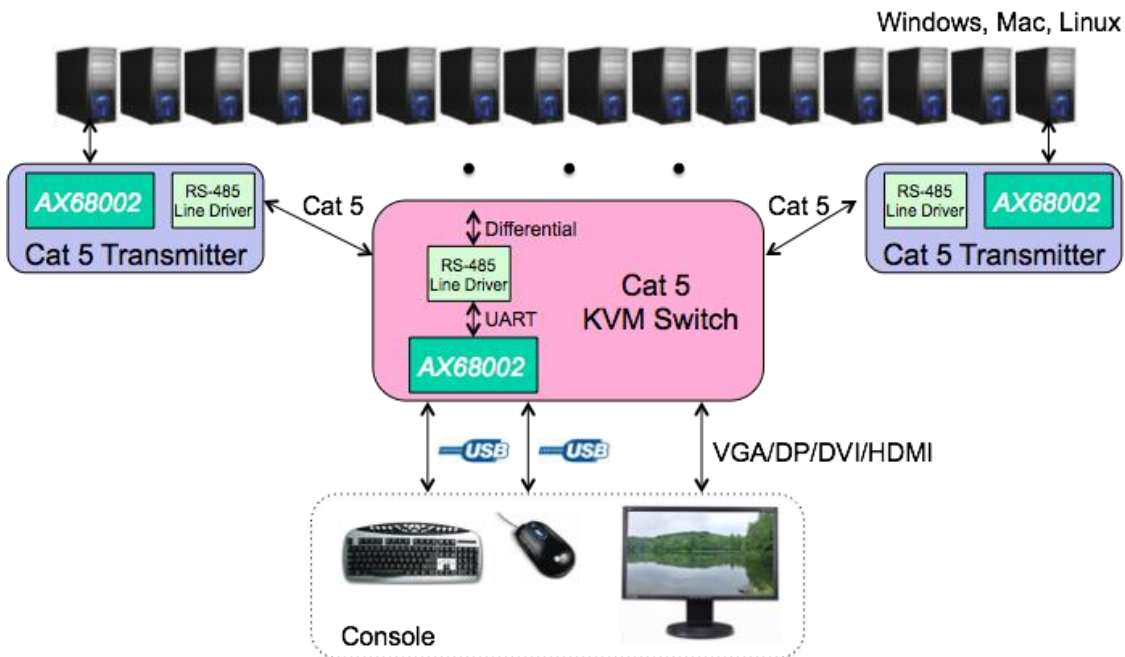 Windows, Mac, Linux
AX68002
RS-485
Line Driver
Cat 5 Transmitter
Cat 5
Differential
RS-485
Line Driver
UART
AX68002
Cat 5
KVM Switch
Cat 5
RS-485
Line Driver
AX68002
Cat 5 Transmitter
USB
USB
VGA/DP/DVI/HDMI
Console